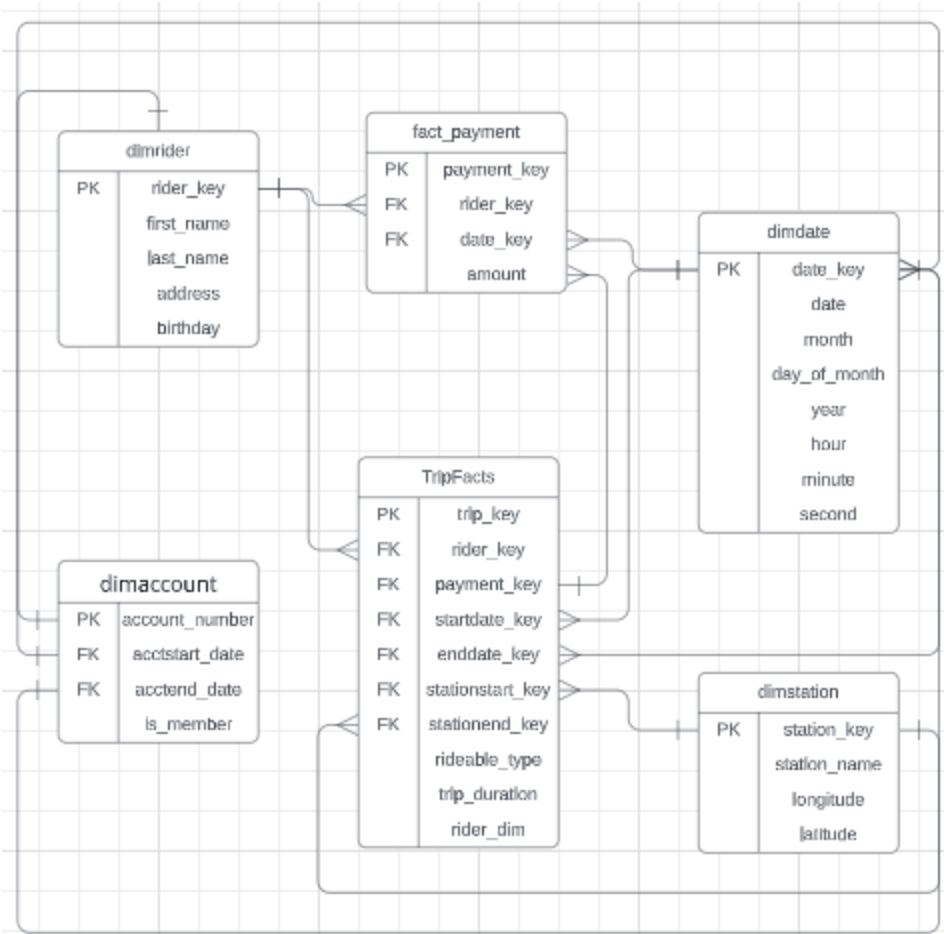 dimrider
PK rider_key
first_name
last_name
address
birthday
fact_payment
PK payment_key
FK rider_key
FK date_key
amount
dimdate
PK date_key
date
month
day_of_month
year
hour
minute
second
TripFacts
PK trip_key
FK rider_key
FK payment_key
FK startdate_key
FK enddate_key
FK stationstart_key
FK stationend_key
rideable_type
trip_duration
rider_dim
dimaccount
PK account_number
FK acctstart_date
FK acctend_date
is_member
dimstation
PK station_key
station_name
longitude
latitude